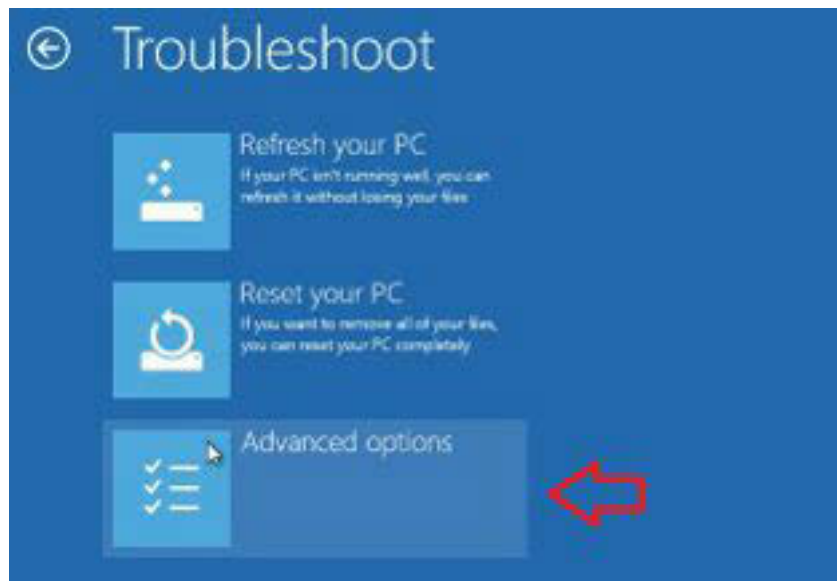 Troubleshoot
Refresh your PC
If your PC isn't running well, you can
refresh it without losing your files
Reset your PC
If you want to remove all of your files,
you can reset your PC completely
Advanced options